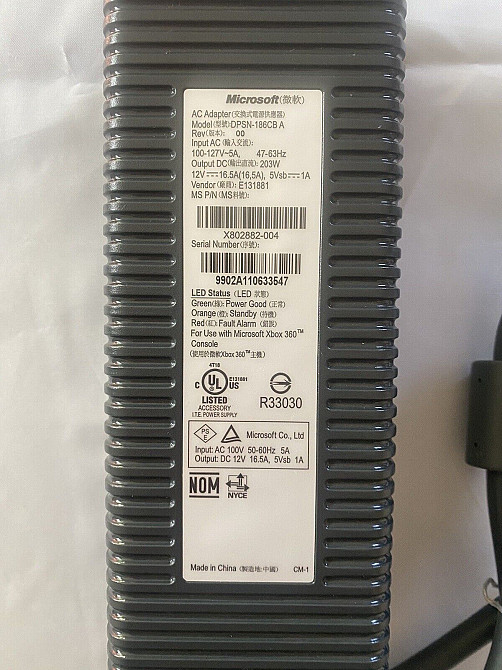 Microsoft(微軟)
AC Adapter(交換式電源供應器)
Model(型號):DPSN-186CB A
Rev(版本): 00
Input AC(輸入交流):
100-127V~5A, 47-63Hz
Output DC(輸出直流): 203W
12V⎓16.5A(16,5A), 5Vsb⎓1A
Vendor(廠商): E131881
MS P/N(MS料號):
X802882-004
Serial Number(序號):
9902A110633547
LED Status (LED 狀態)
Green(綠): Power Good (正常)
Orange(橙): Standby (待機)
Red(紅): Fault Alarm (錯誤)
For Use with Microsoft Xbox 360™
Console
(使用於微軟Xbox 360™主機)
4T18
C UL US E131881
LISTED
ACCESSORY
I.T.E. POWER SUPPLY
R33030
PS
E
Microsoft Co., Ltd
Input: AC 100V 50-60Hz 5A
Output: DC 12V 16.5A, 5Vsb 1A
NOM
NYCE
Made in China (製造地:中國) CM-1